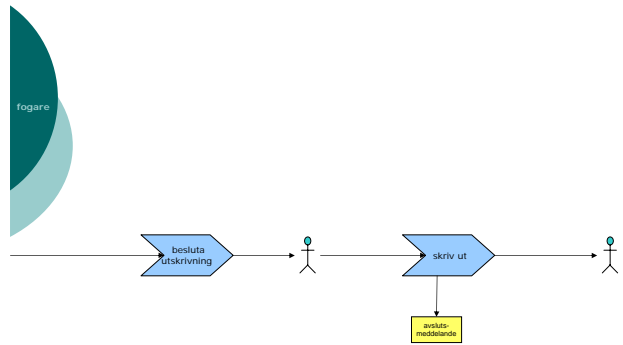 fogare
besluta
utskrivning
skriv ut
avsluts-
meddelande